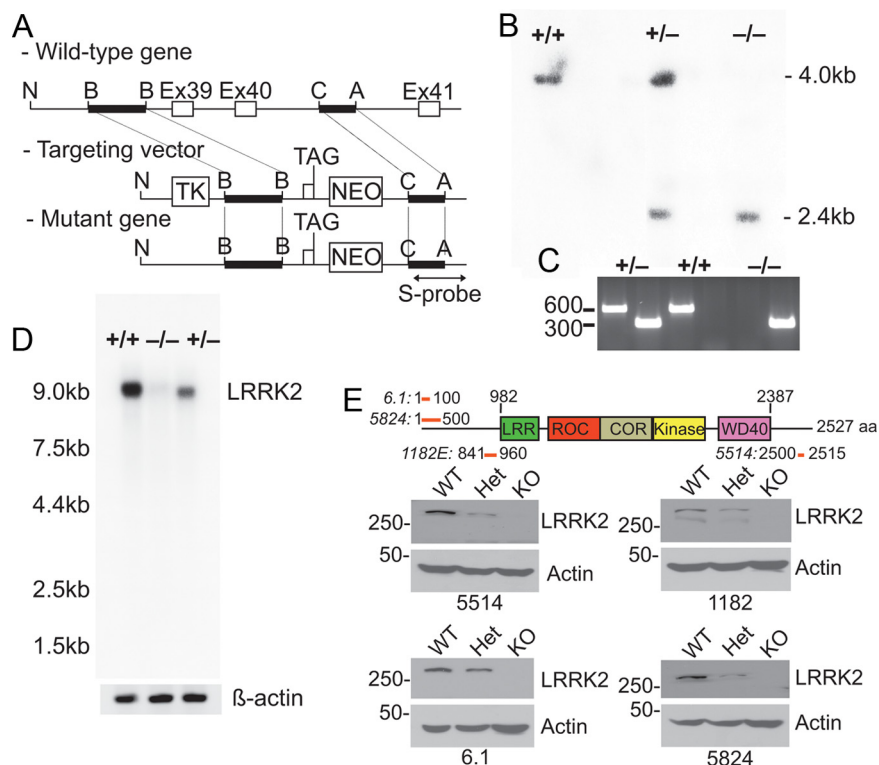 A
- Wild-type gene
N B B Ex39 Ex40 C A Ex41
- Targeting vector
N TK B B TAG NEO C A
- Mutant gene
N B B TAG NEO C A
S-probe
B
+/+ +/– –/–
- 4.0kb
- 2.4kb
C
+/– +/+ –/–
600
300
D
+/+ –/– +/–
9.0kb LRRK2
7.5kb
4.4kb
2.5kb
1.5kb
ß-actin
E
6.1: 1 100 982 2387
5824: 1 500
LRR ROC COR Kinase WD40 2527 aa
1182E: 841 960 5514: 2500 - 2515
WT Het KO
250- LRRK2
50- Actin
5514
WT Het KO
250- LRRK2
50- Actin
1182
WT Het KO
250- LRRK2
50- Actin
6.1
WT Het KO
250- LRRK2
50- Actin
5824